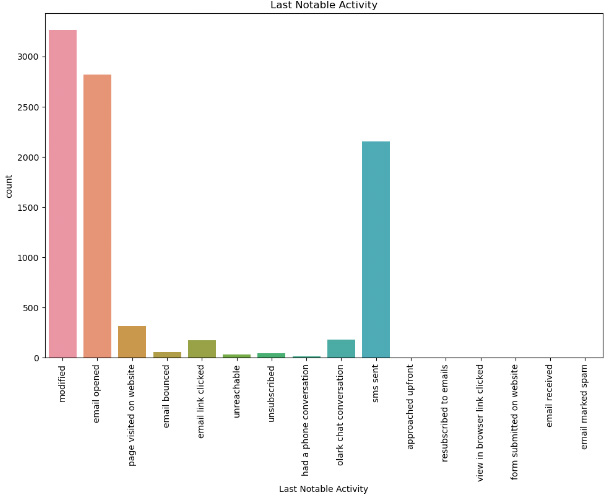 Last Notable Activity
3000
2500
2000
1500
1000
500
0
count
modified
email opened
page visited on website
email bounced
email link clicked
unreachable
unsubscribed
had a phone conversation
olark chat conversation
sms sent
approached upfront
resubscribed to emails
view in browser link clicked
form submitted on website
email received
email marked spam
Last Notable Activity